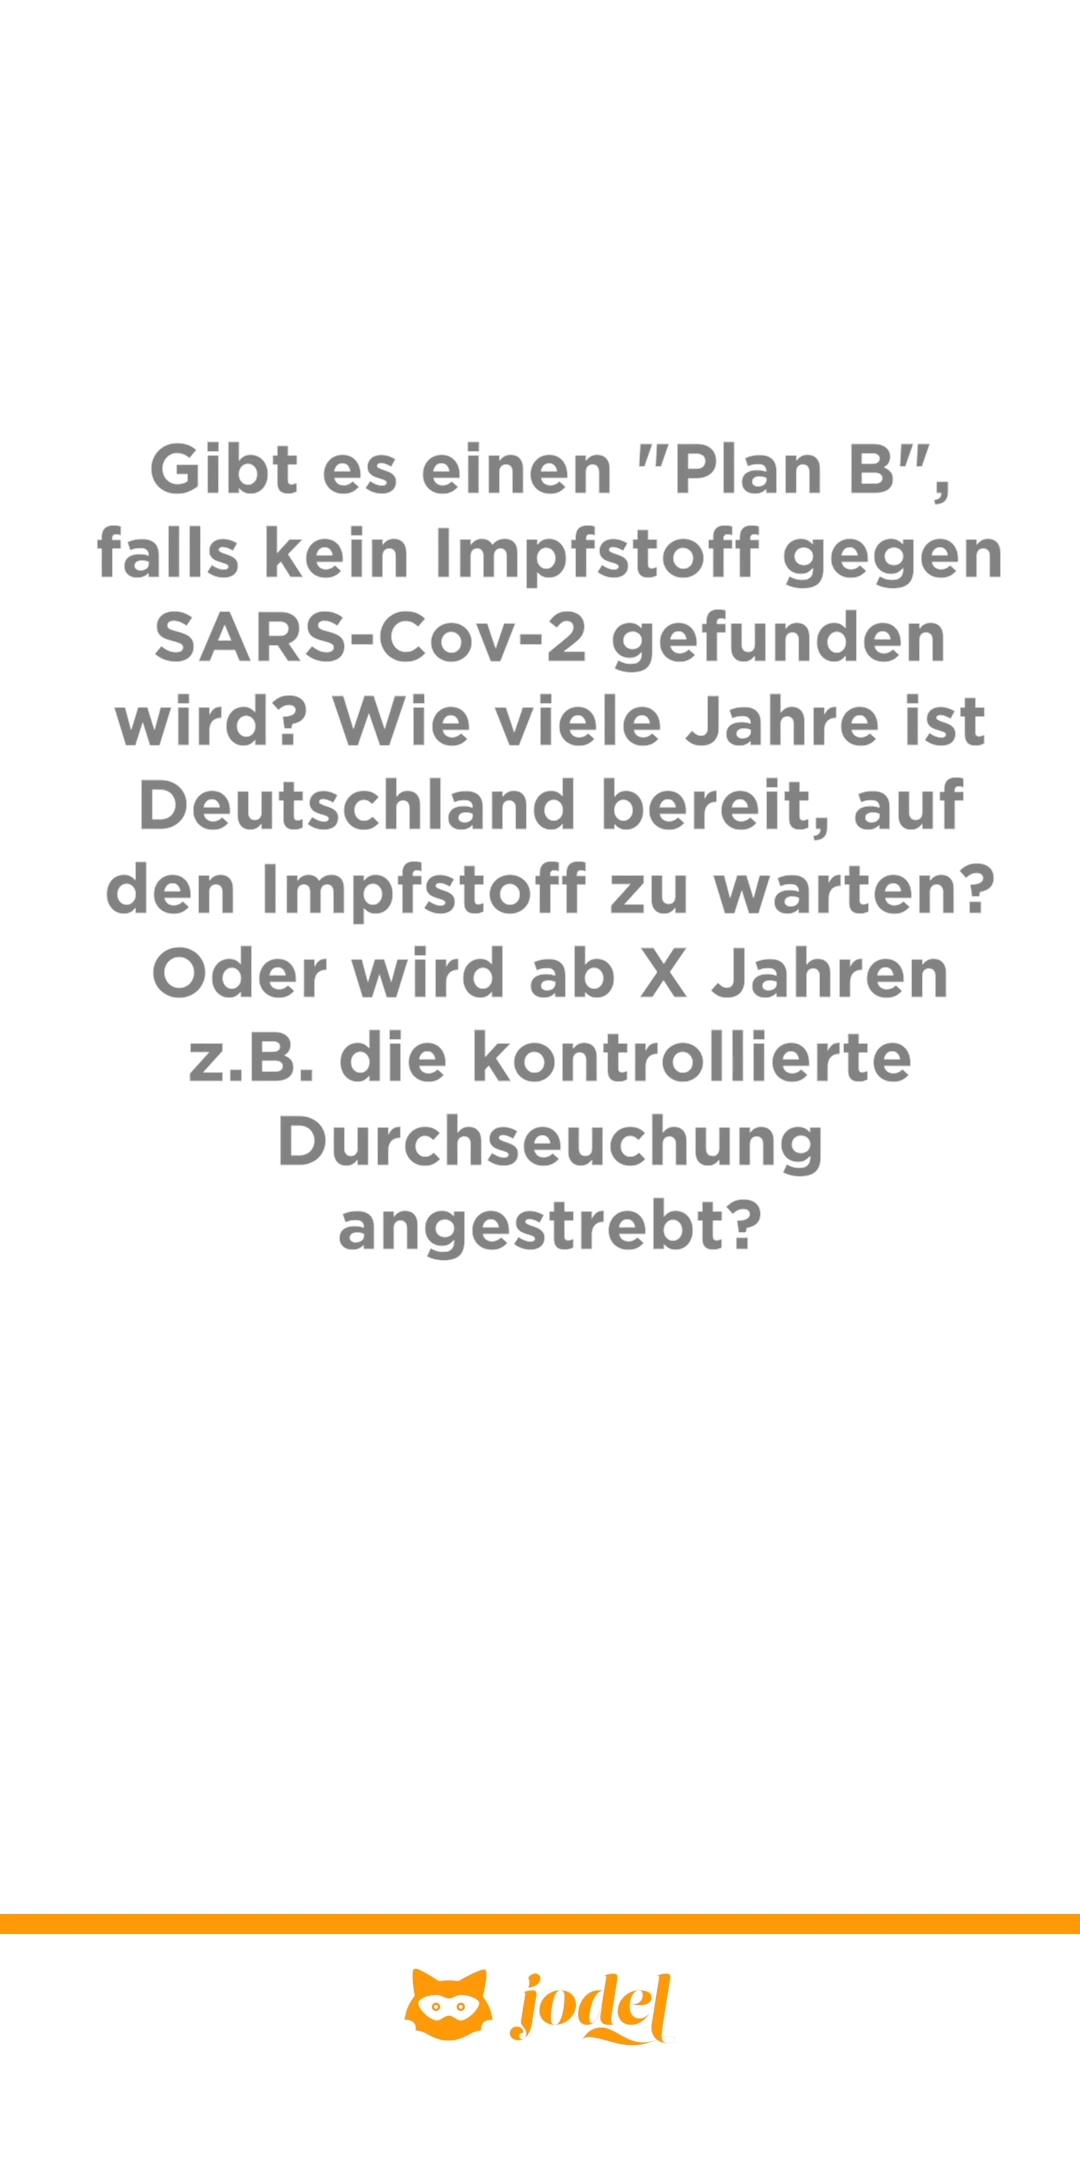 Gibt es einen "Plan B",
falls kein Impfstoff gegen
SARS-Cov-2 gefunden
wird? Wie viele Jahre ist
Deutschland bereit, auf
den Impfstoff zu warten?
Oder wird ab X Jahren
z.B. die kontrollierte
Durchseuchung
angestrebt?
jodel